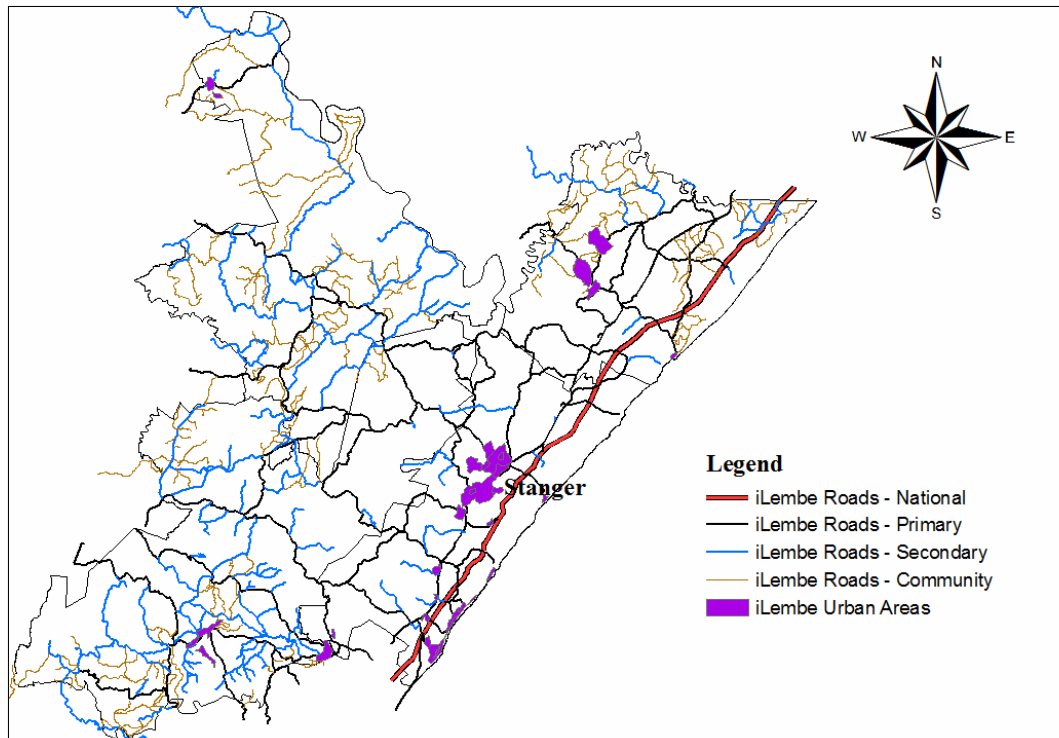 N
W E
S
Stanger
Legend
iLembe Roads - National
iLembe Roads - Primary
iLembe Roads - Secondary
iLembe Roads - Community
iLembe Urban Areas